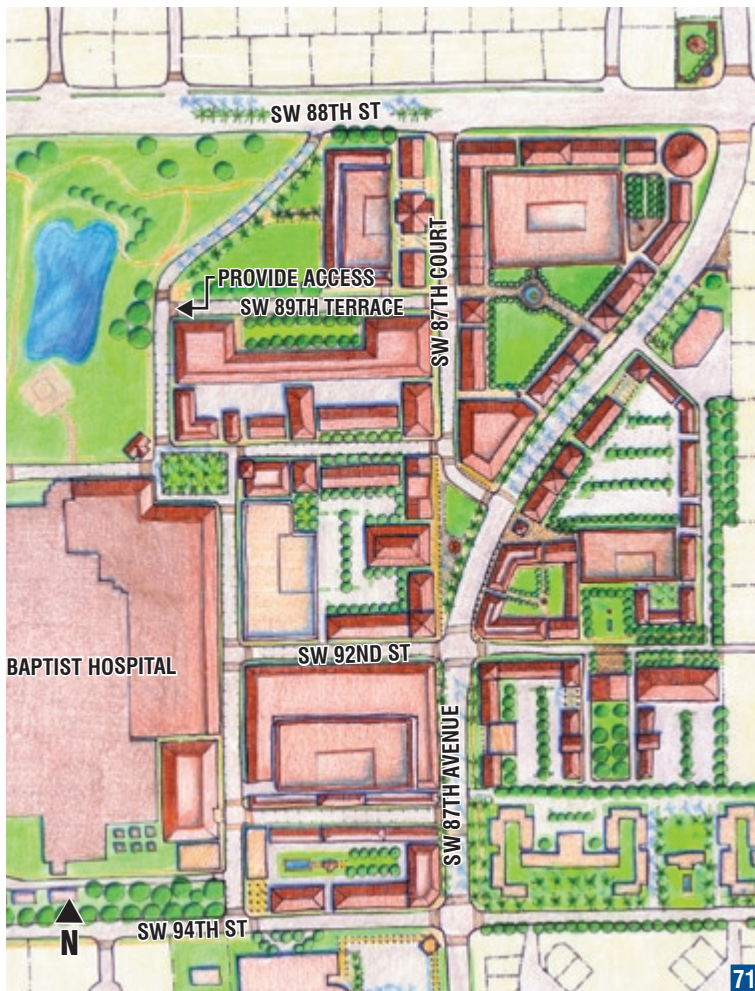 SW 88TH ST
PROVIDE ACCESS
SW 89TH TERRACE
SW 87TH COURT
BAPTIST HOSPITAL
SW 92ND ST
SW 87TH AVENUE
SW 94TH ST
N
71